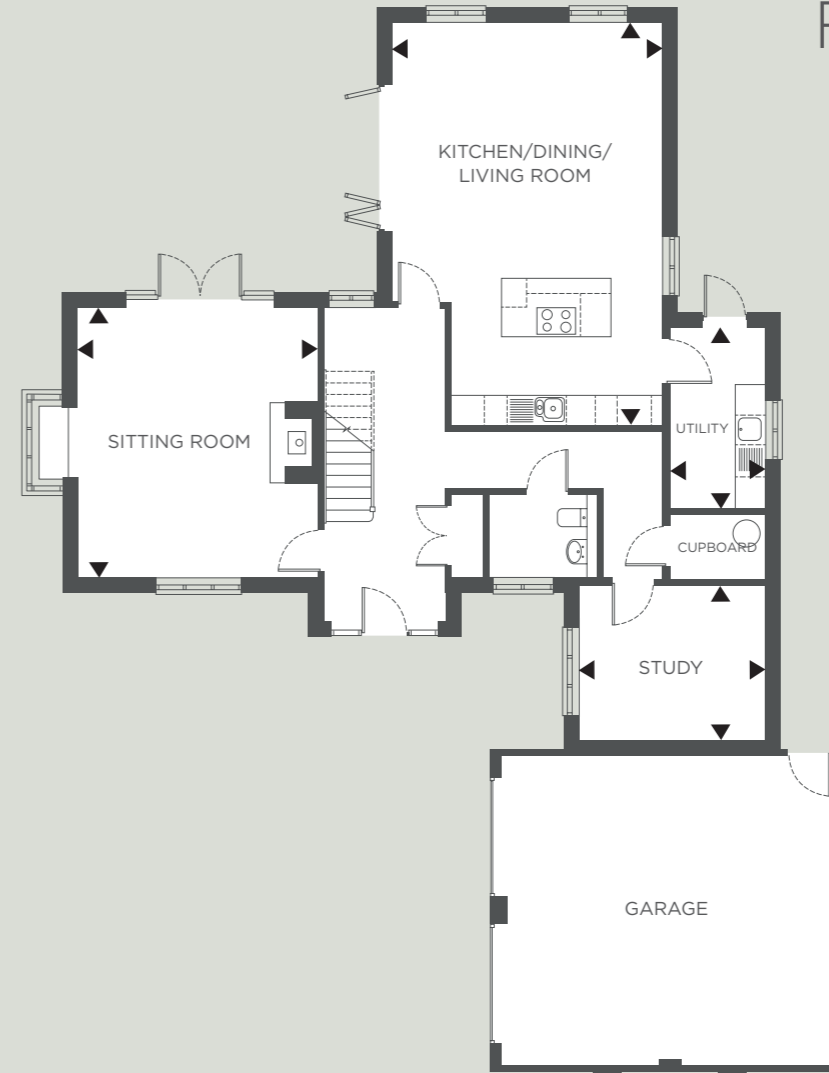 KITCHEN/DINING/
LIVING ROOM
SITTING ROOM
UTILITY
CUPBOARD
STUDY
GARAGE